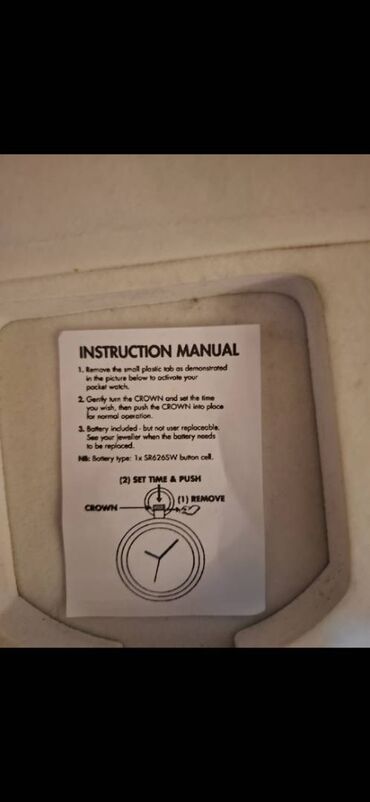 INSTRUCTION MANUAL
1. Remove the small plastic tab as demonstrated
in the picture below to activate your
pocket watch.
2. Gently turn the CROWN and set the time
you wish, then push the CROWN into place
for normal operation.
3. Battery included - but not user replaceable.
See your jeweller when the battery needs
to be replaced.
NB: Battery type: 1x SR626SW button cell.
(2) SET TIME & PUSH
(1) REMOVE
CROWN